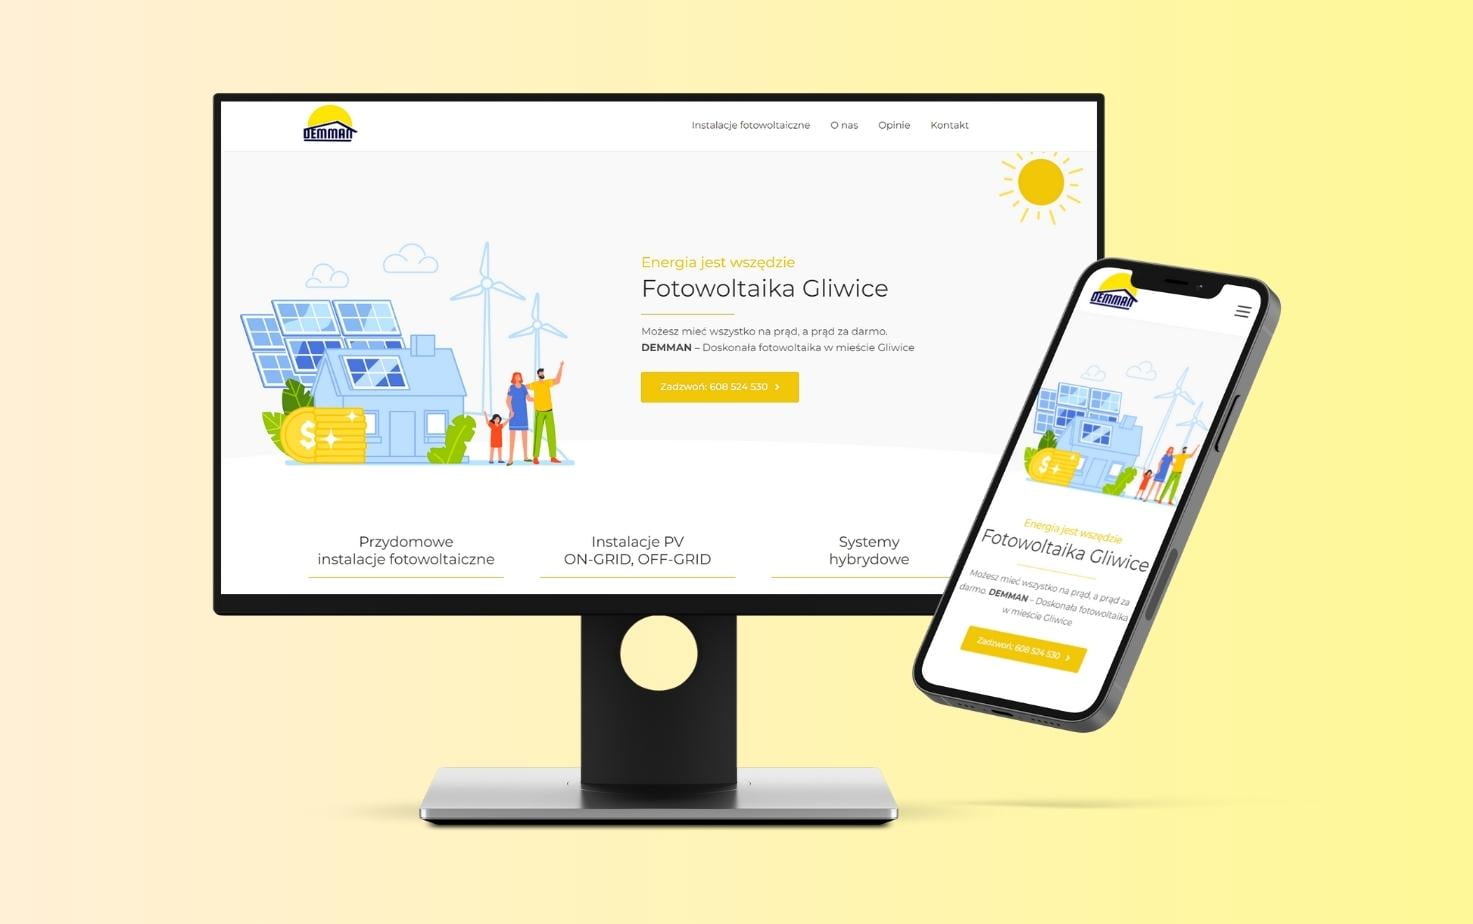 DEMMAN
Instalacje fotowoltaiczne O nas Opinie Kontakt
Energia jest wszędzie
Fotowoltaika Gliwice
Możesz mieć wszystko na prąd, a prąd za darmo.
DEMMAN – Doskonała fotowoltaika w mieście Gliwice
Zadzwoń: 608 524 530
$
Przydomowe
instalacje fotowoltaiczne
Instalacje PV
ON-GRID, OFF-GRID
Systemy
hybrydowe
DEMMAN
$
Energia jest wszędzie
Fotowoltaika Gliwice
Możesz mieć wszystko na prąd, a prąd za
darmo. DEMMAN – Doskonała fotowoltaika
w mieście Gliwice
Zadzwoń: 608 524 530